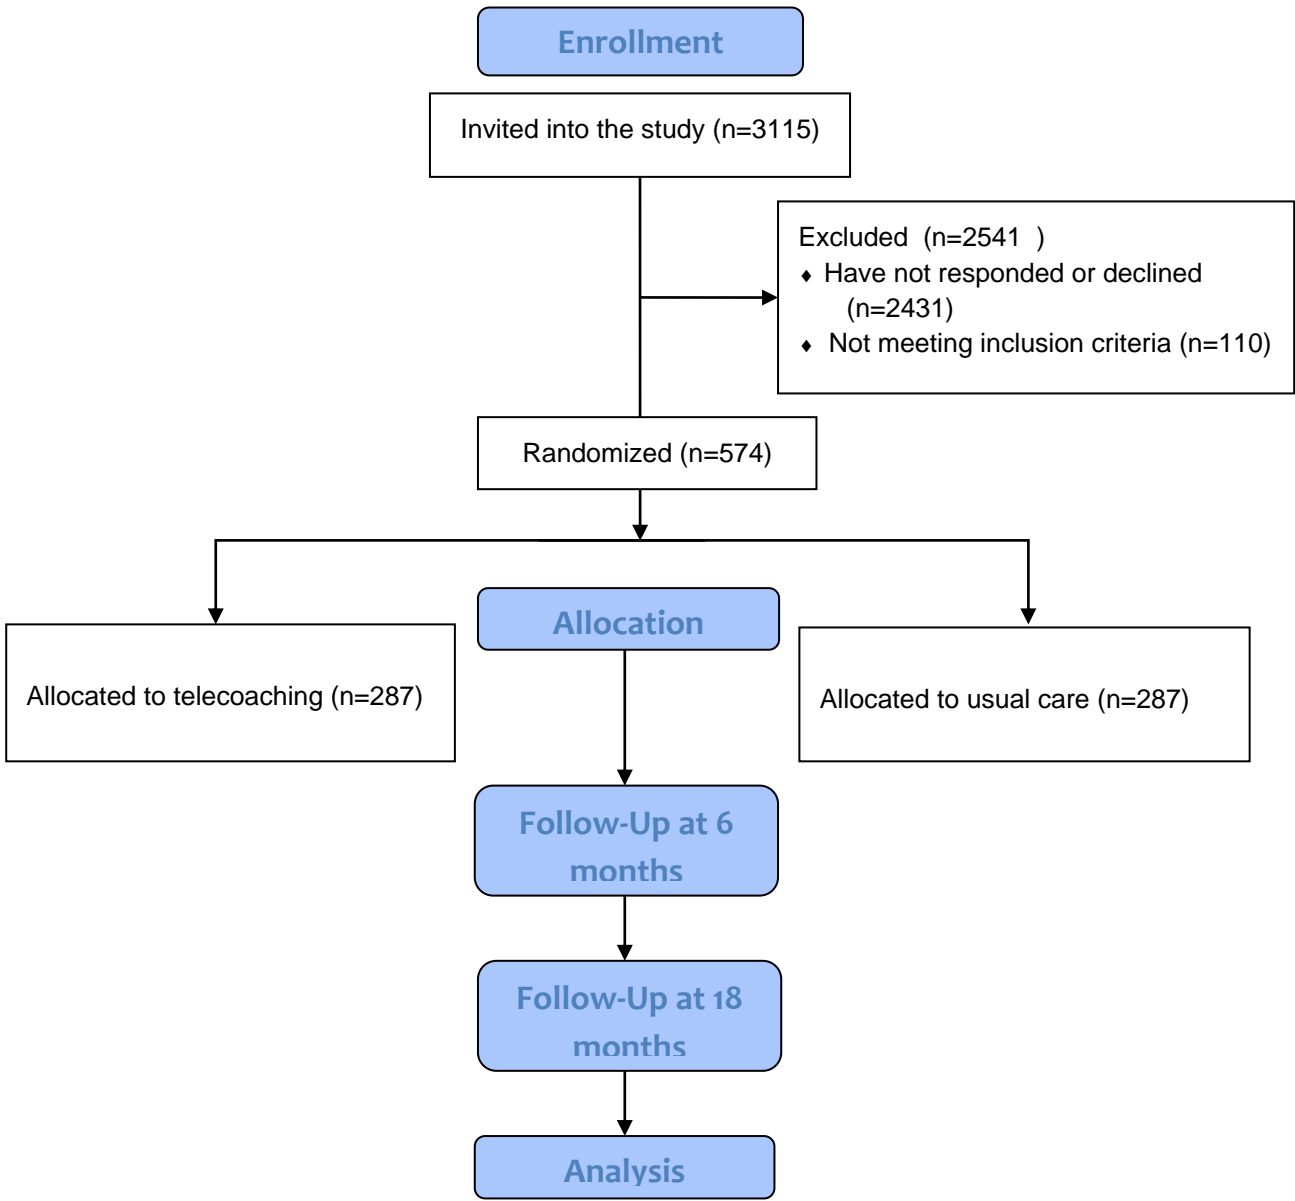 Enrollment
Invited into the study (n=3115)
Excluded (n=2541 )
♦ Have not responded or declined
(n=2431)
♦ Not meeting inclusion criteria (n=110)
Randomized (n=574)
Allocation
Allocated to telecoaching (n=287)
Allocated to usual care (n=287)
Follow-Up at 6
months
Follow-Up at 18
months
Analysis